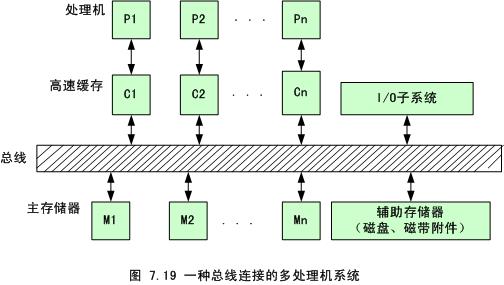 处理机 P1 P2 · · · Pn
高速缓存 C1 C2 · · · Cn I/O子系统
总线
主存储器 M1 M2 · · · Mn 辅助存储器
（磁盘、磁带附件）
图 7.19 一种总线连接的多处理机系统